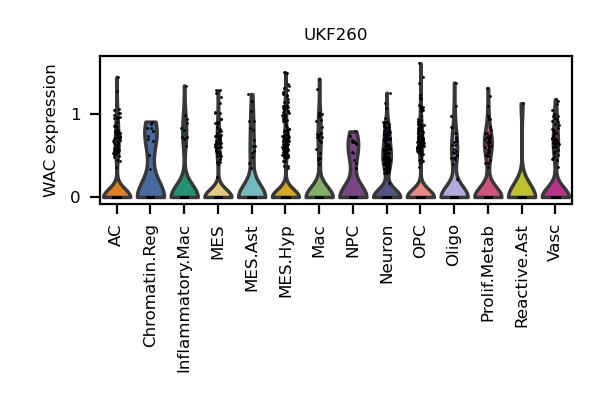 UKF260
WAC expression
1
0
AC
Chromatin.Reg
Inflammatory.Mac
MES
MES.Ast
MES.Hyp
Mac
NPC
Neuron
OPC
Oligo
Prolif.Metab
Reactive.Ast
Vasc